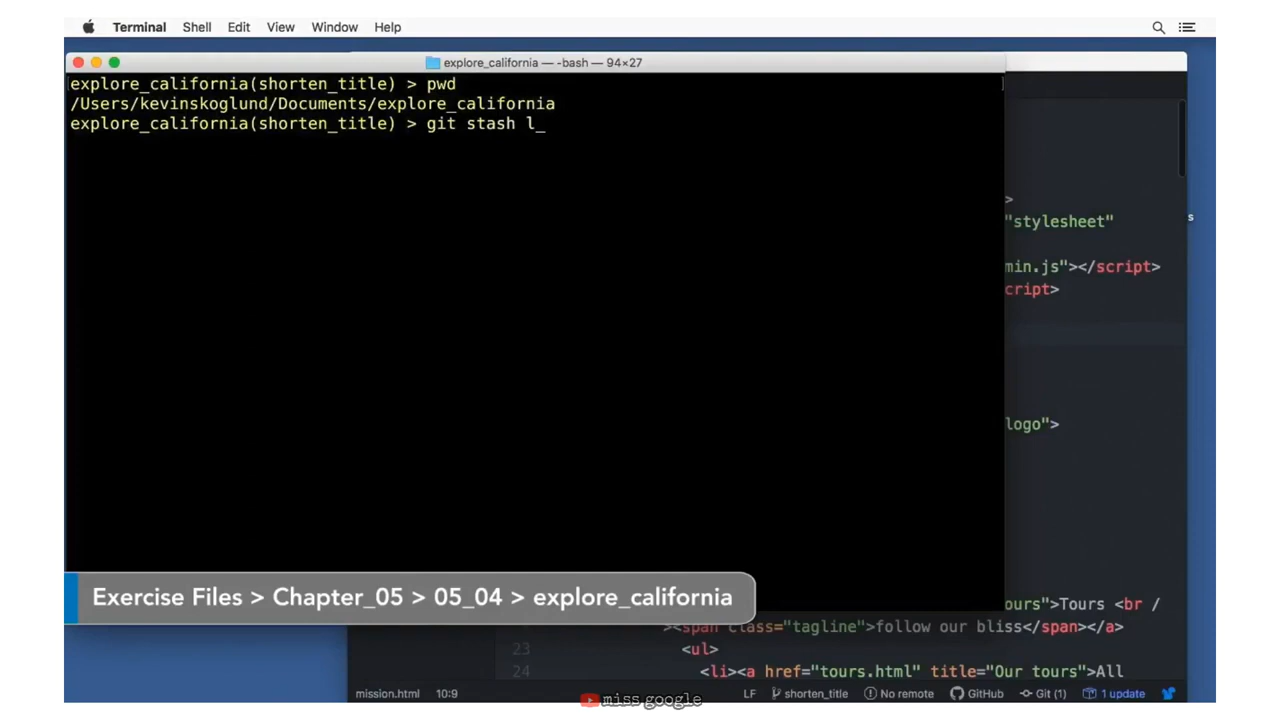 Terminal Shell Edit View Window Help
explore_california — -bash — 94×27
explore_california(shorten_title) > pwd
/Users/kevinskoglund/Documents/explore_california
explore_california(shorten_title) > git stash l_
>
"stylesheet"
s
min.js"></script>
cript>
logo">
Exercise Files > Chapter_05 > 05_04 > explore_california
ours">Tours <br /
><span class="tagline">follow our bliss</span></a>
23 <ul>
24 <li><a href="tours.html" title="Our tours">All
mission.html 10:9 LF shorten_title No remote GitHub Git (1) 1 update
miss google